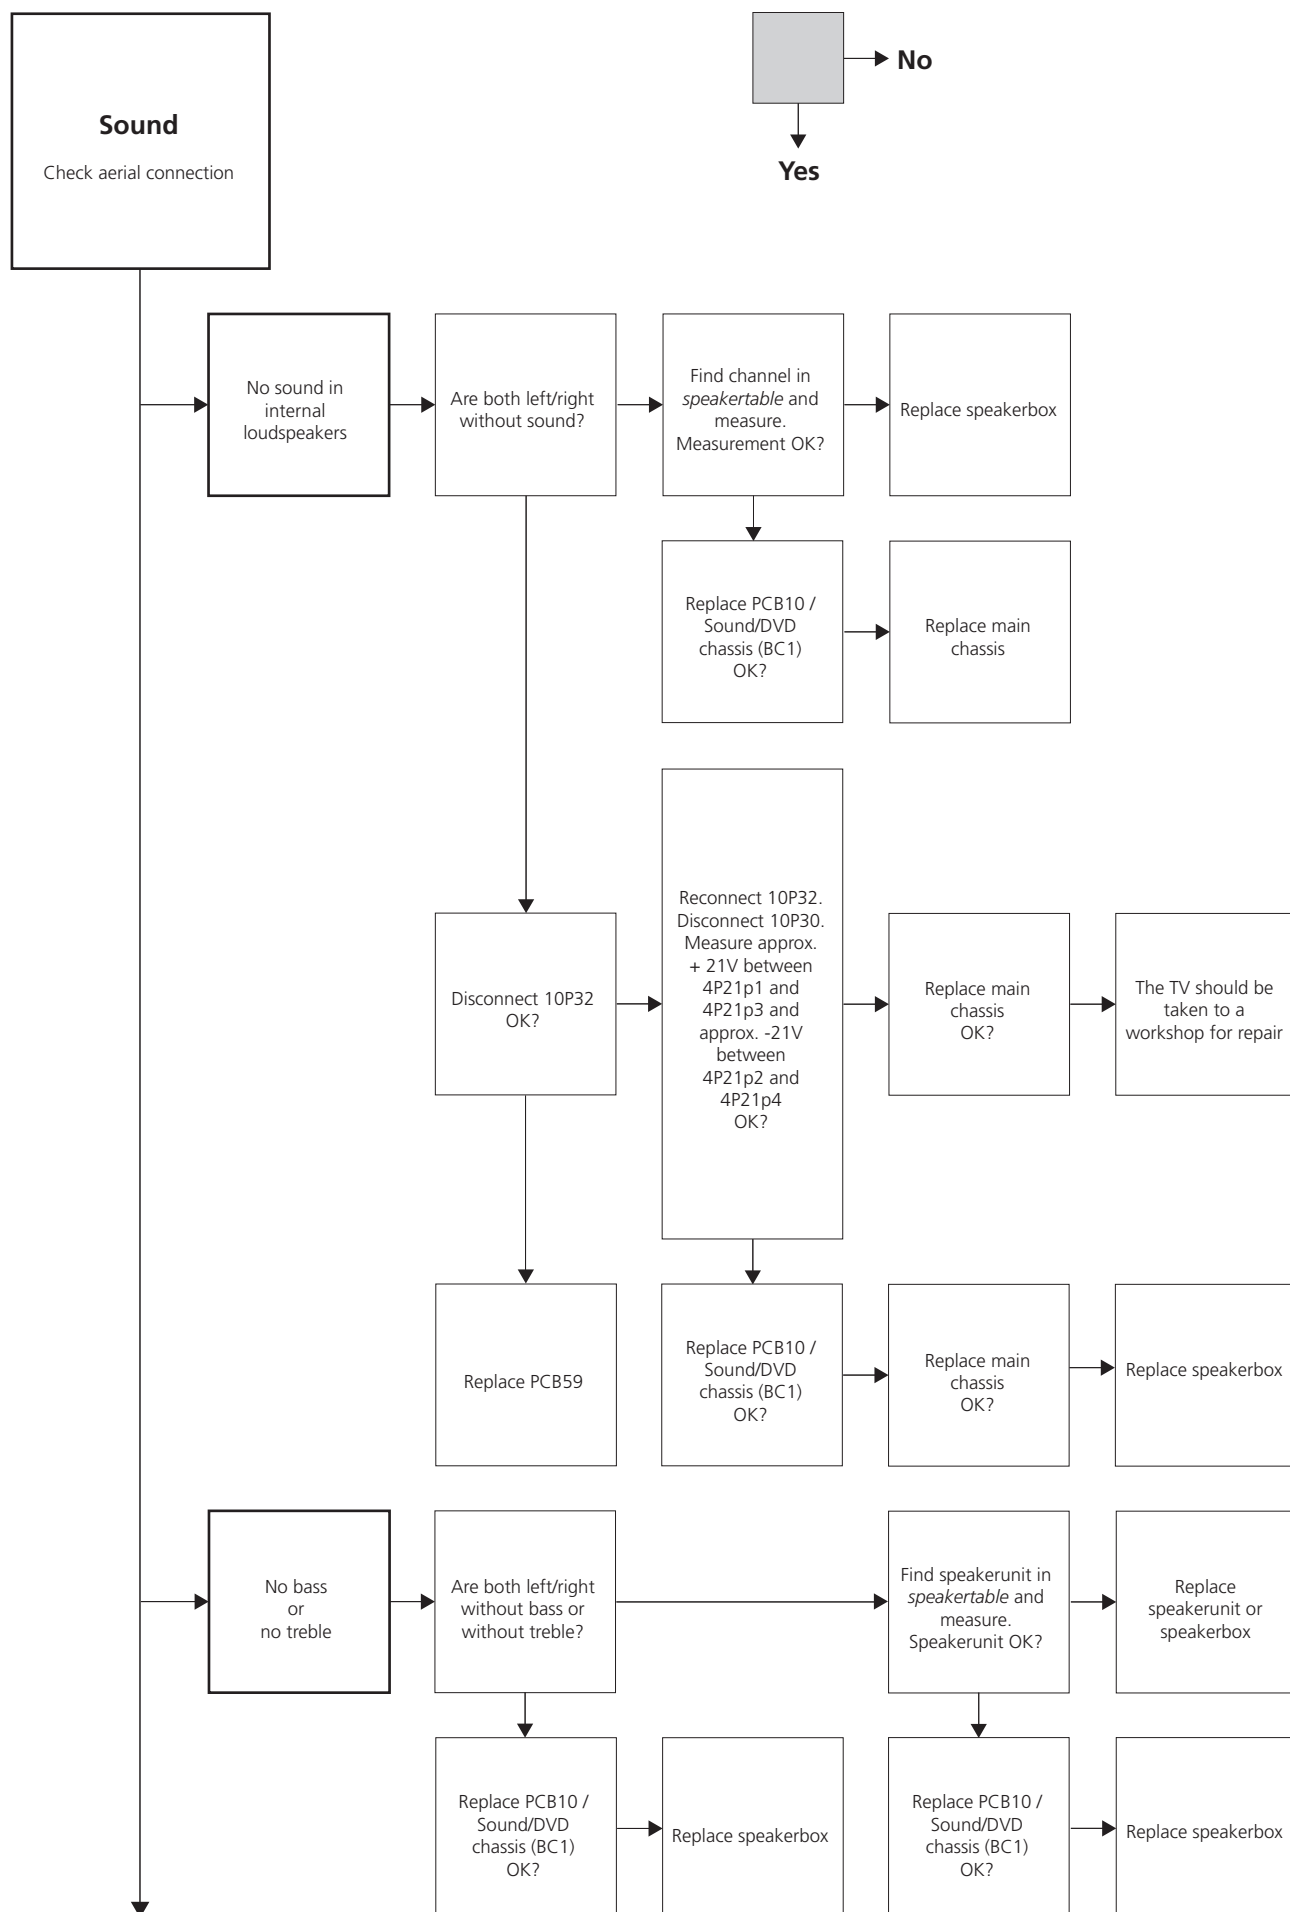 Sound
Check aerial connection
No
Yes
No sound in
internal
loudspeakers
Are both left/right
without sound?
Find channel in
speakertable and
measure.
Measurement OK?
Replace speakerbox
Replace PCB10 /
Sound/DVD
chassis (BC1)
OK?
Replace main
chassis
Disconnect 10P32
OK?
Reconnect 10P32.
Disconnect 10P30.
Measure approx.
+ 21V between
4P21p1 and
4P21p3 and
approx. -21V
between
4P21p2 and
4P21p4
OK?
Replace main
chassis
OK?
The TV should be
taken to a
workshop for repair
Replace PCB59
Replace PCB10 /
Sound/DVD
chassis (BC1)
OK?
Replace main
chassis
OK?
Replace speakerbox
No bass
or
no treble
Are both left/right
without bass or
without treble?
Find speakerunit in
speakertable and
measure.
Speakerunit OK?
Replace
speakerunit or
speakerbox
Replace PCB10 /
Sound/DVD
chassis (BC1)
OK?
Replace speakerbox
Replace PCB10 /
Sound/DVD
chassis (BC1)
OK?
Replace speakerbox